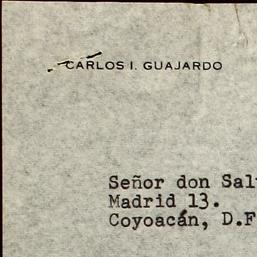 CARLOS I. GUAJARDO
Señor don Sal
Madrid 13.
Coyoacán, D.F